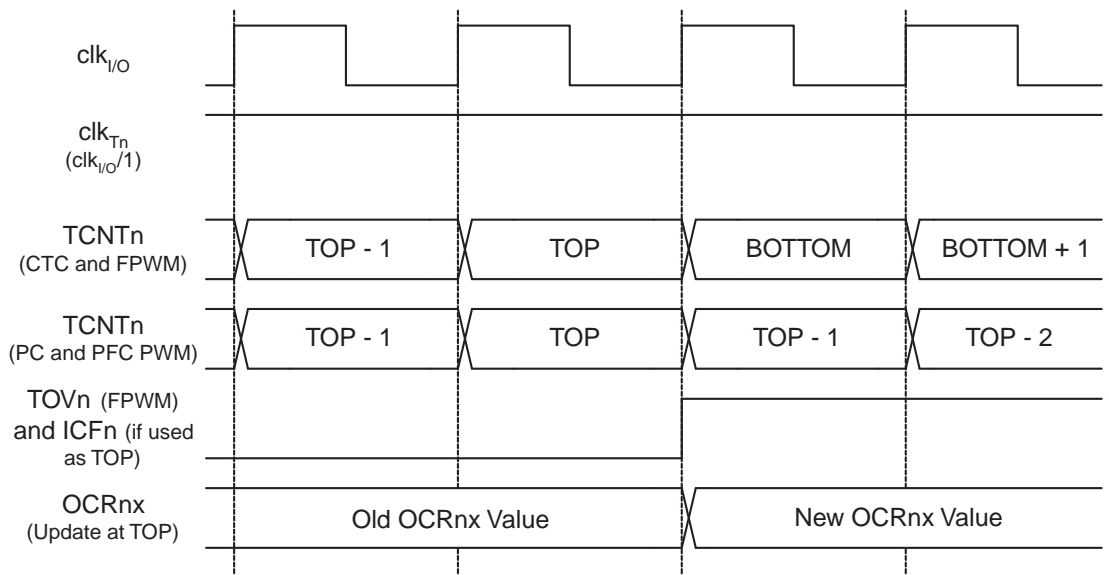 clkI/O
clkTn
(clkI/O/1)
TCNTn
(CTC and FPWM)
TOP - 1 TOP BOTTOM BOTTOM + 1
TCNTn
(PC and PFC PWM)
TOP - 1 TOP TOP - 1 TOP - 2
TOVn (FPWM)
and ICFn (if used
as TOP)
OCRnx
(Update at TOP)
Old OCRnx Value New OCRnx Value